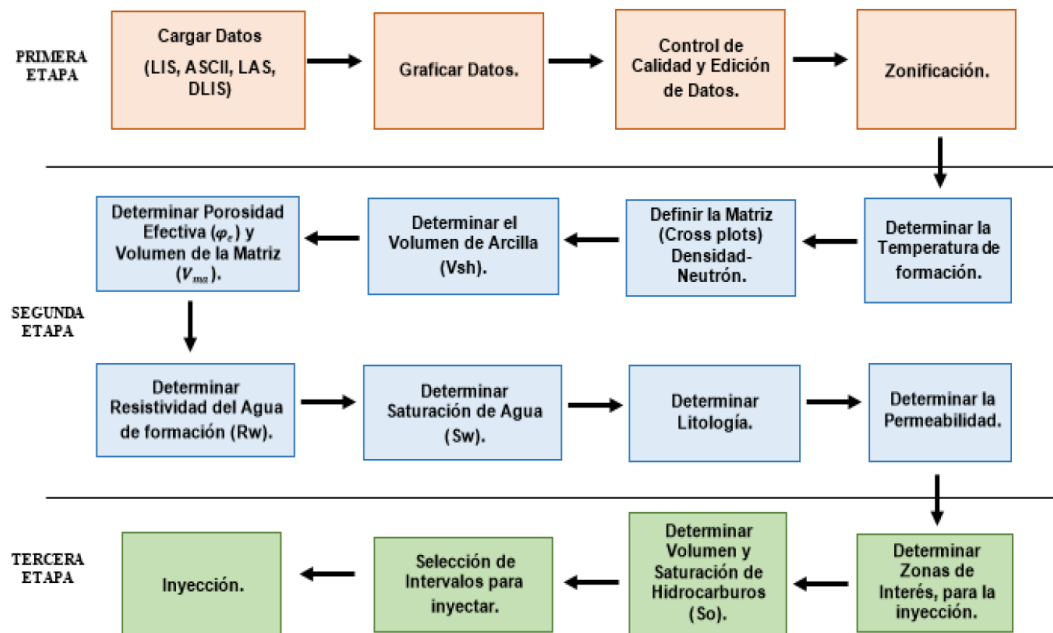 PRIMERA
ETAPA
Cargar Datos
(LIS, ASCII, LAS,
DLIS)
Graficar Datos.
Control de
Calidad y Edición
de Datos.
Zonificación.
SEGUNDA
ETAPA
Determinar la
Temperatura de
formación.
Definir la Matriz
(Cross plots)
Densidad-
Neutrón.
Determinar el
Volumen de Arcilla
(Vsh).
Determinar Porosidad
Efectiva (φe) y
Volumen de la Matriz
(Vma).
Determinar
Resistividad del Agua
de formación (Rw).
Determinar
Saturación de Agua
(Sw).
Determinar
Litología.
Determinar la
Permeabilidad.
TERCERA
ETAPA
Determinar
Zonas de
Interés, para la
inyección.
Determinar
Volumen y
Saturación de
Hidrocarburos
(So).
Selección de
Intervalos para
inyectar.
Inyección.